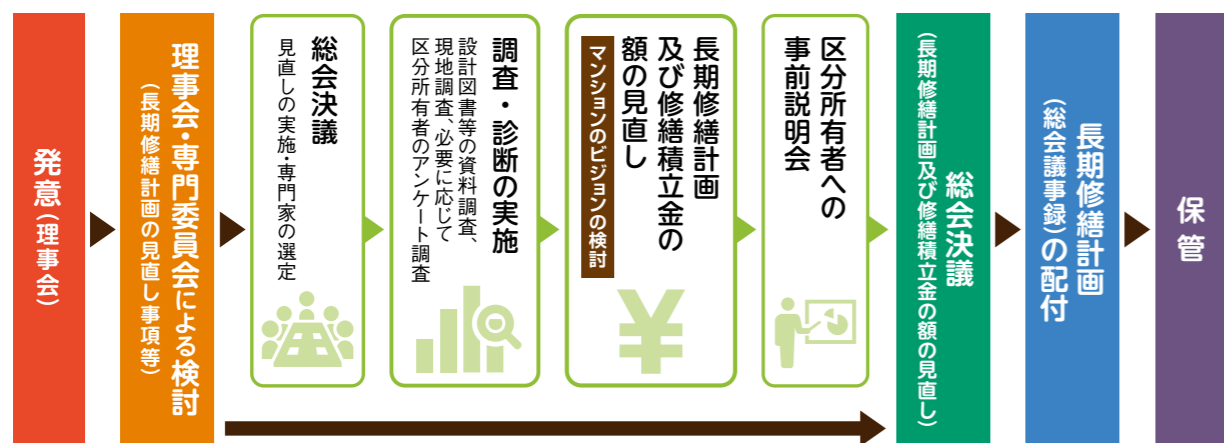 発意（理事会）
理事会・専門委員会による検討
（長期修繕計画の見直し事項等）
総会決議
見直しの実施・専門家の選定
調査・診断の実施
設計図書等の資料調査、
現地調査、必要に応じて
区分所有者のアンケート調査
長期修繕計画
及び修繕積立金の
額の見直し
マンションのビジョンの検討
¥
区分所有者への
事前説明会
総会決議
（長期修繕計画及び修繕積立金の額の見直し）
長期修繕計画
（総会議事録）の配付
保管